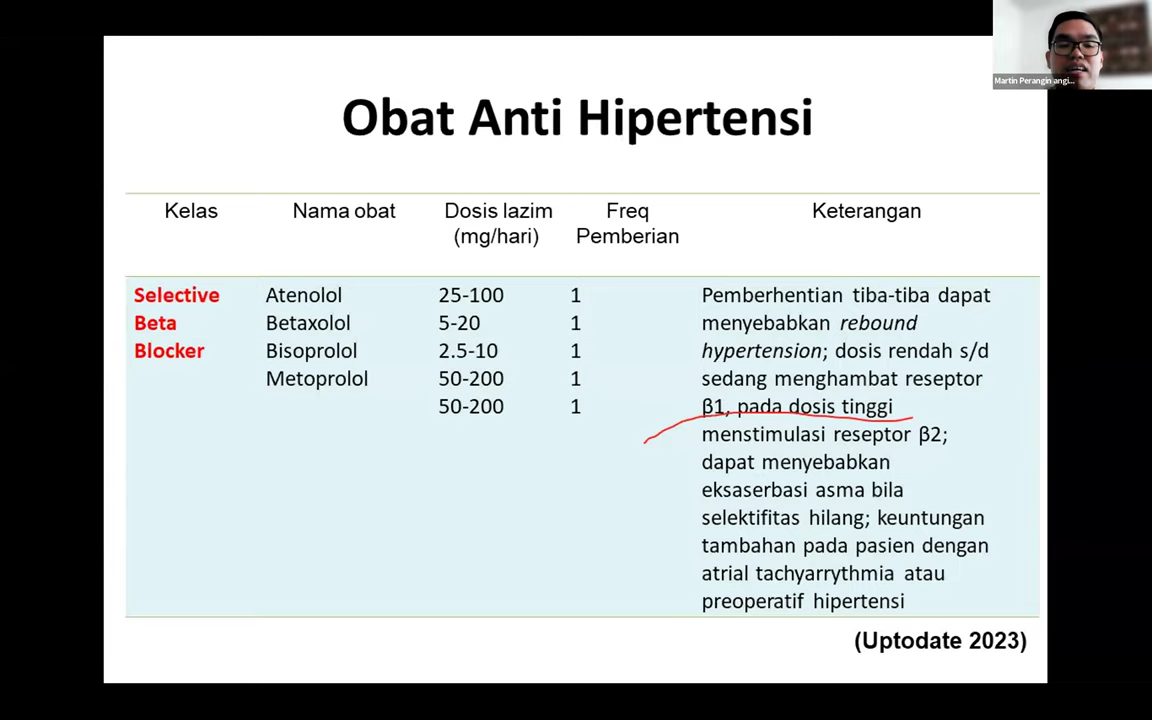 Martin Perangin angi...
Obat Anti Hipertensi
Kelas Nama obat Dosis lazim (mg/hari) Freq Pemberian Keterangan
Selective Atenolol 25-100 1 Pemberhentian tiba-tiba dapat
Beta Betaxolol 5-20 1 menyebabkan rebound
Blocker Bisoprolol 2.5-10 1 hypertension; dosis rendah s/d
Metoprolol 50-200 1 sedang menghambat reseptor
50-200 1 β1, pada dosis tinggi
menstimulasi reseptor β2;
dapat menyebabkan
eksaserbasi asma bila
selektifitas hilang; keuntungan
tambahan pada pasien dengan
atrial tachyarrythmia atau
preoperatif hipertensi
(Uptodate 2023)